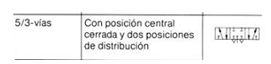 5/3-vías
Con posición central
cerrada y dos posiciones
de distribución